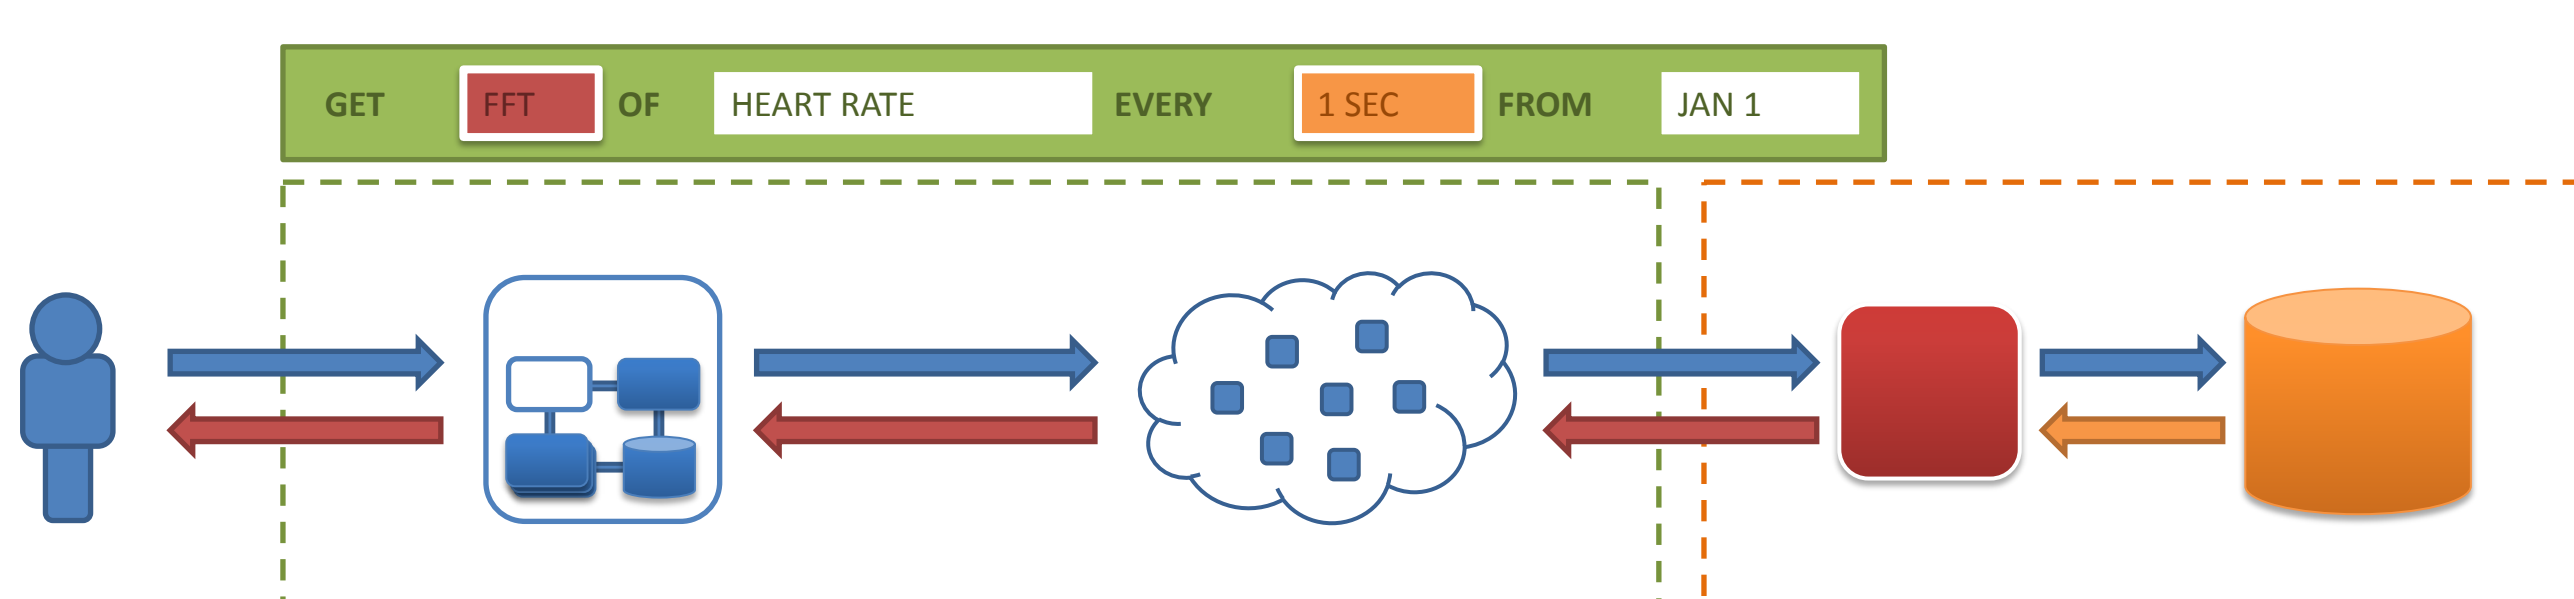 GET FFT OF HEART RATE EVERY 1 SEC FROM JAN 1